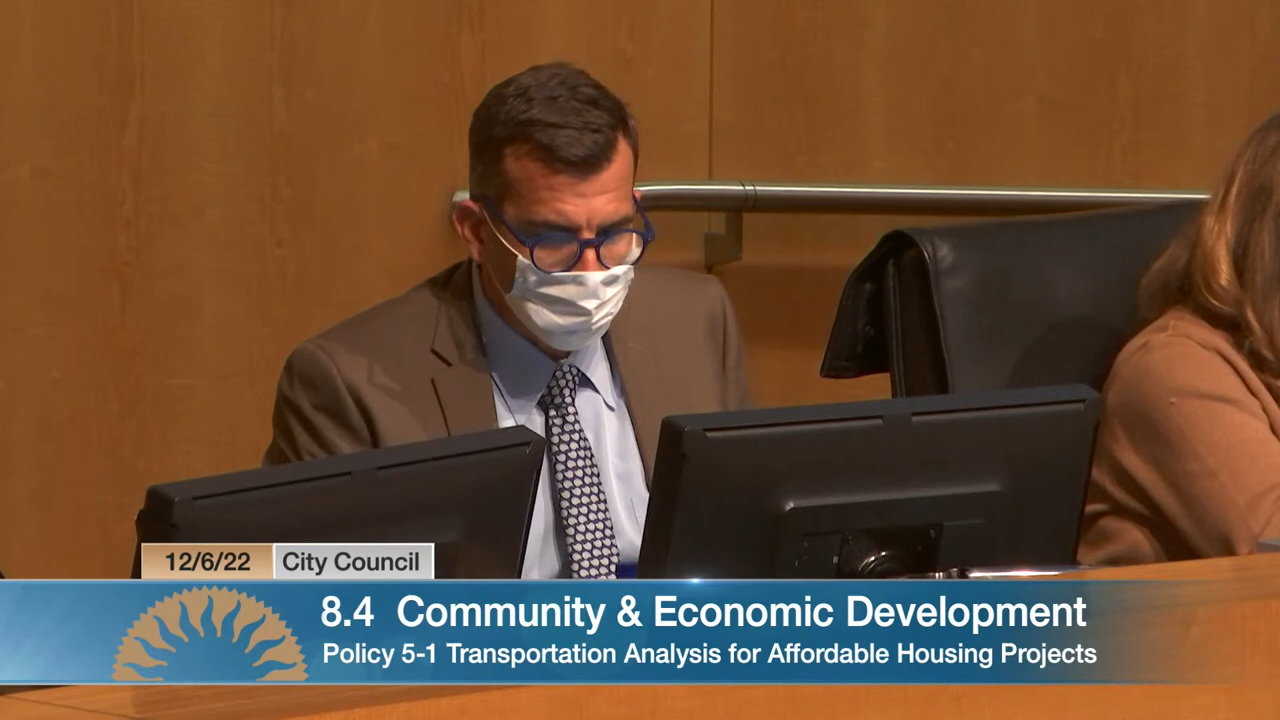 12/6/22 City Council
8.4 Community & Economic Development
Policy 5-1 Transportation Analysis for Affordable Housing Projects